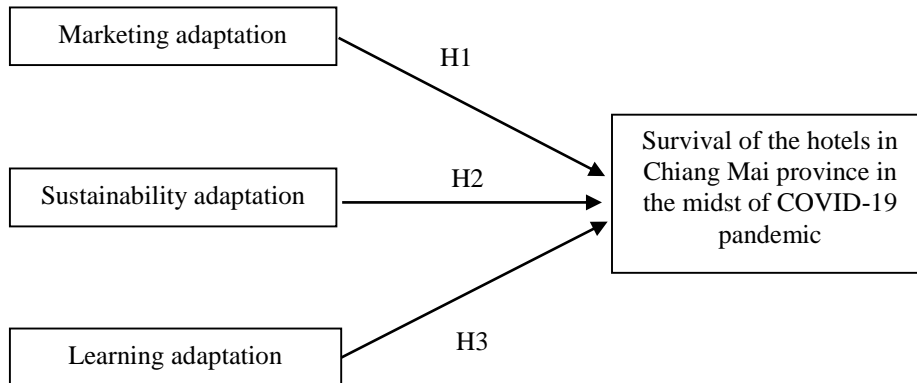 Marketing adaptation
H1
Survival of the hotels in
Chiang Mai province in
the midst of COVID-19
pandemic
Sustainability adaptation
H2
Learning adaptation
H3